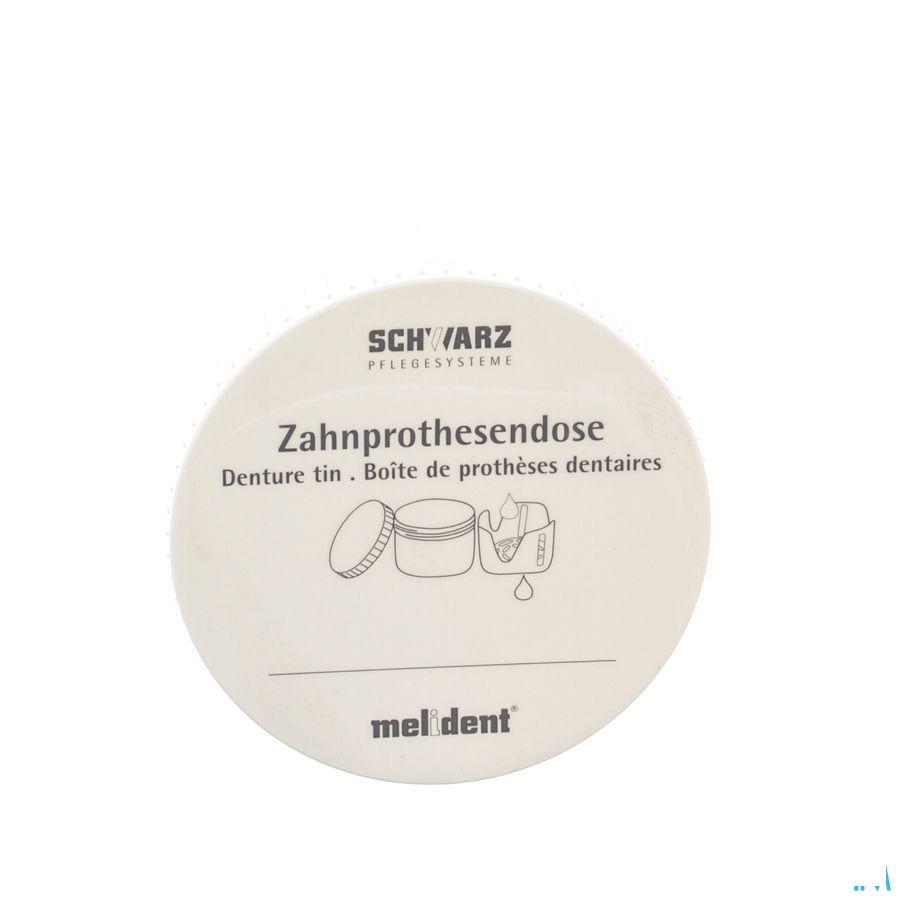 SCHWARZ
PFLEGESYSTEME
Zahnprothesendose
Denture tin . Boîte de prothèses dentaires
melident®